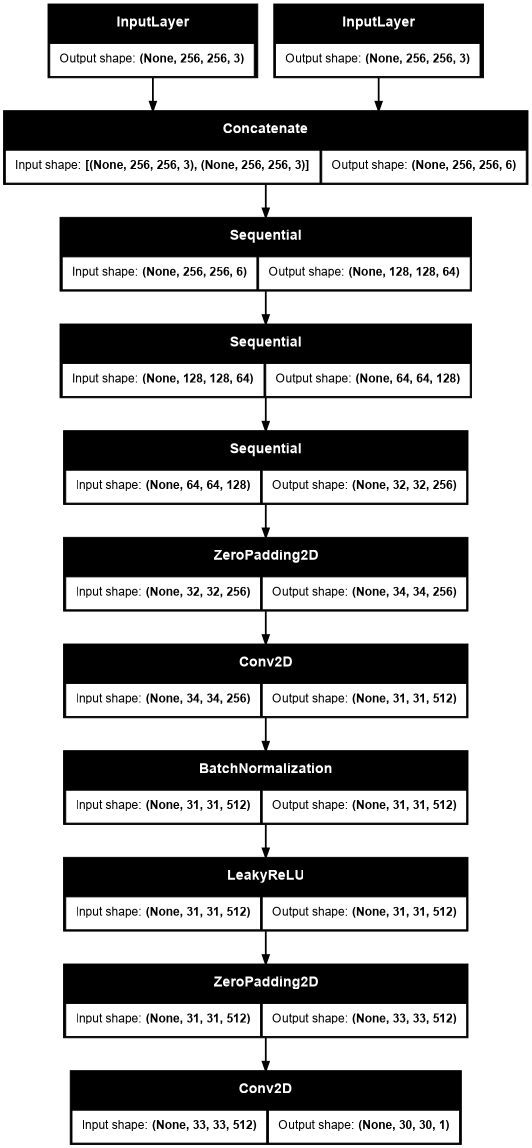 InputLayer InputLayer
Output shape: (None, 256, 256, 3) Output shape: (None, 256, 256, 3)
Concatenate
Input shape: [(None, 256, 256, 3), (None, 256, 256, 3)] Output shape: (None, 256, 256, 6)
Sequential
Input shape: (None, 256, 256, 6) Output shape: (None, 128, 128, 64)
Sequential
Input shape: (None, 128, 128, 64) Output shape: (None, 64, 64, 128)
Sequential
Input shape: (None, 64, 64, 128) Output shape: (None, 32, 32, 256)
ZeroPadding2D
Input shape: (None, 32, 32, 256) Output shape: (None, 34, 34, 256)
Conv2D
Input shape: (None, 34, 34, 256) Output shape: (None, 31, 31, 512)
BatchNormalization
Input shape: (None, 31, 31, 512) Output shape: (None, 31, 31, 512)
LeakyReLU
Input shape: (None, 31, 31, 512) Output shape: (None, 31, 31, 512)
ZeroPadding2D
Input shape: (None, 31, 31, 512) Output shape: (None, 33, 33, 512)
Conv2D
Input shape: (None, 33, 33, 512) Output shape: (None, 30, 30, 1)